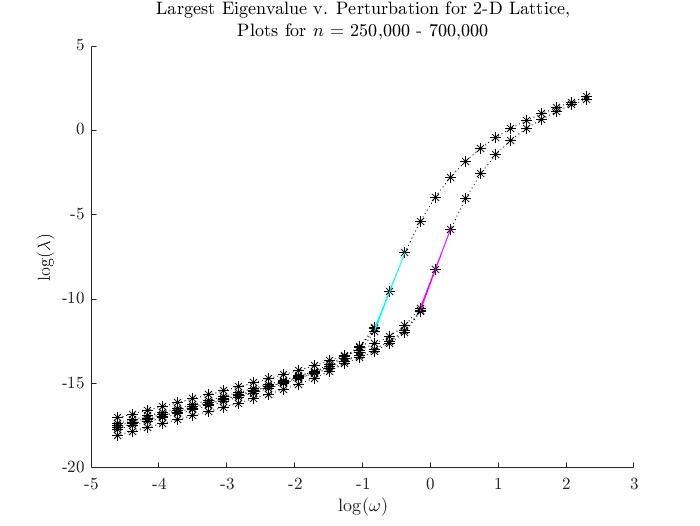 Largest Eigenvalue v. Perturbation for 2-D Lattice,
Plots for n = 250,000 - 700,000
5
0
-5
-10
-15
-20
log(λ)
-5 -4 -3 -2 -1 0 1 2 3
log(ω)